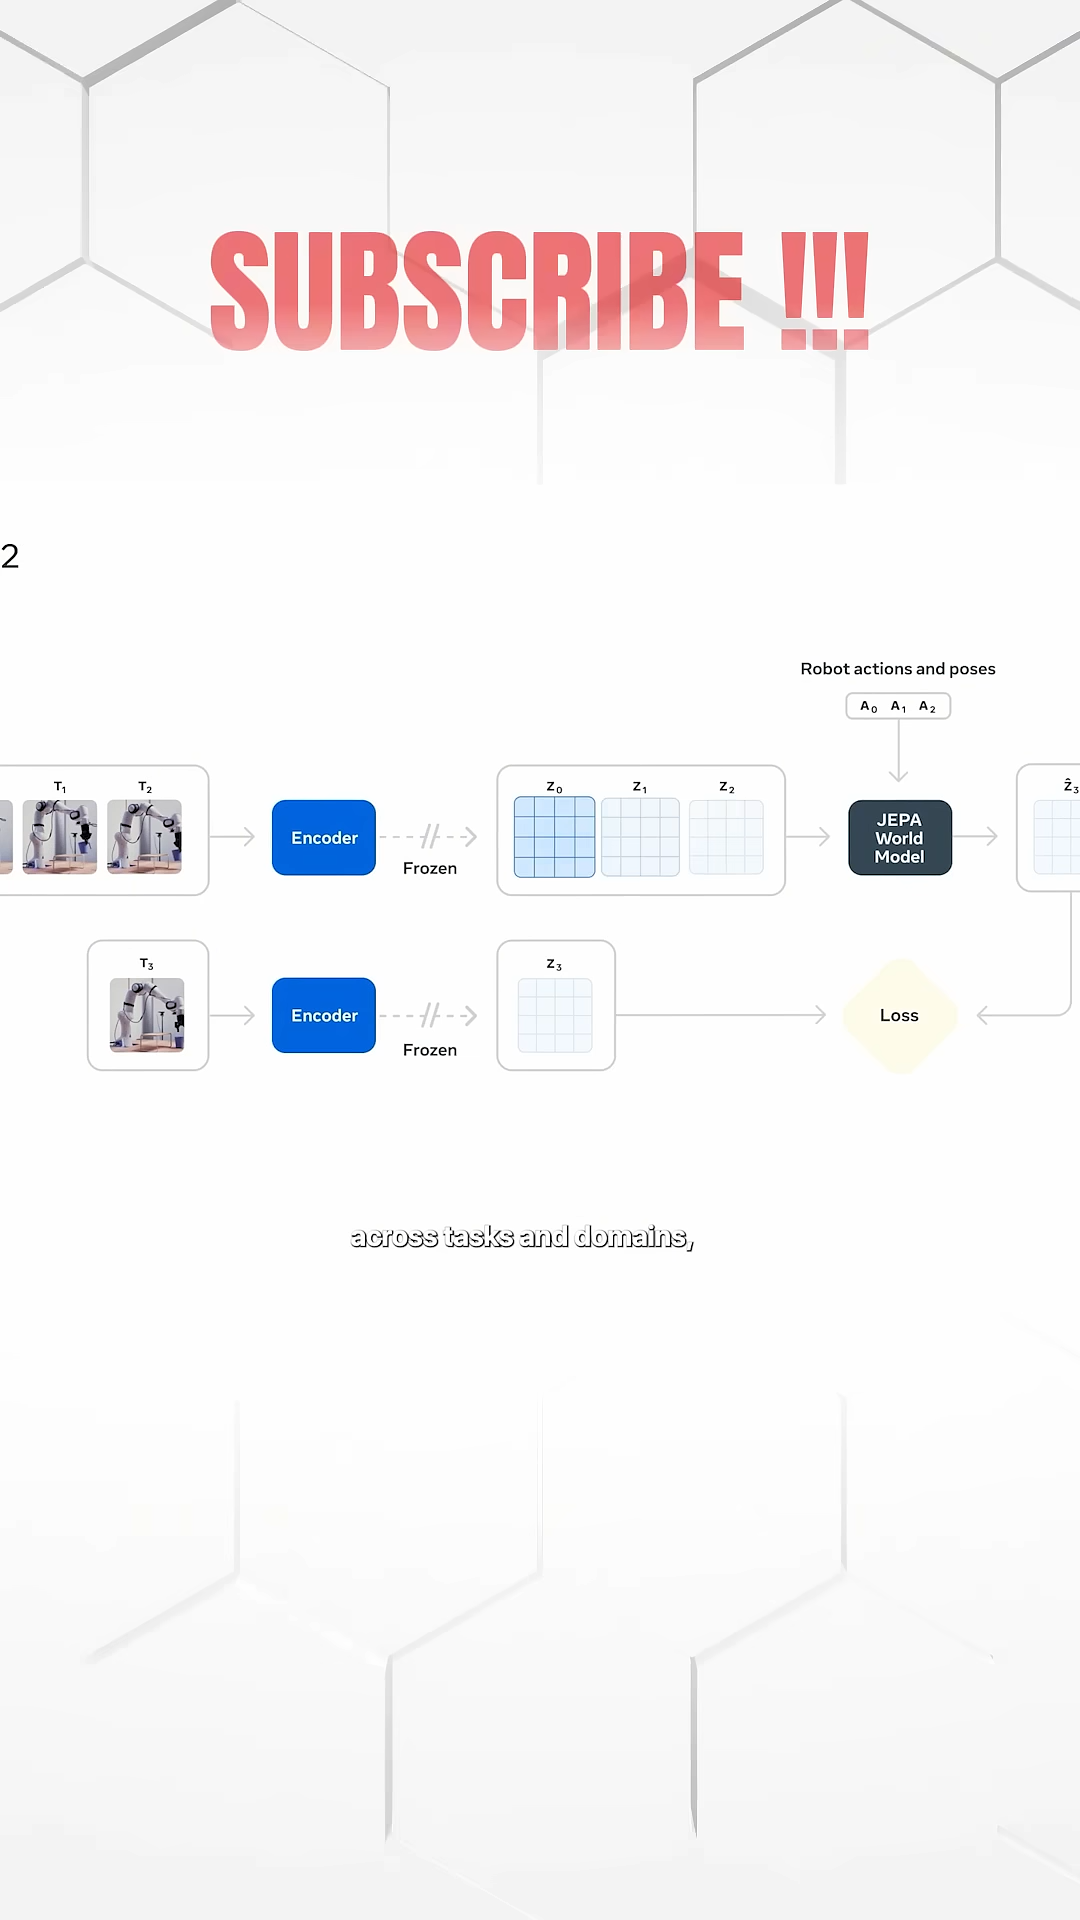 SUBSCRIBE !!!
2
Robot actions and poses
A₀ A₁ A₂
T₁ T₂
Encoder
Frozen
Z₀ Z₁ Z₂
JEPA
World
Model
ẑ₃
T₃
Encoder
Frozen
Z₃
Loss
across tasks and domains,